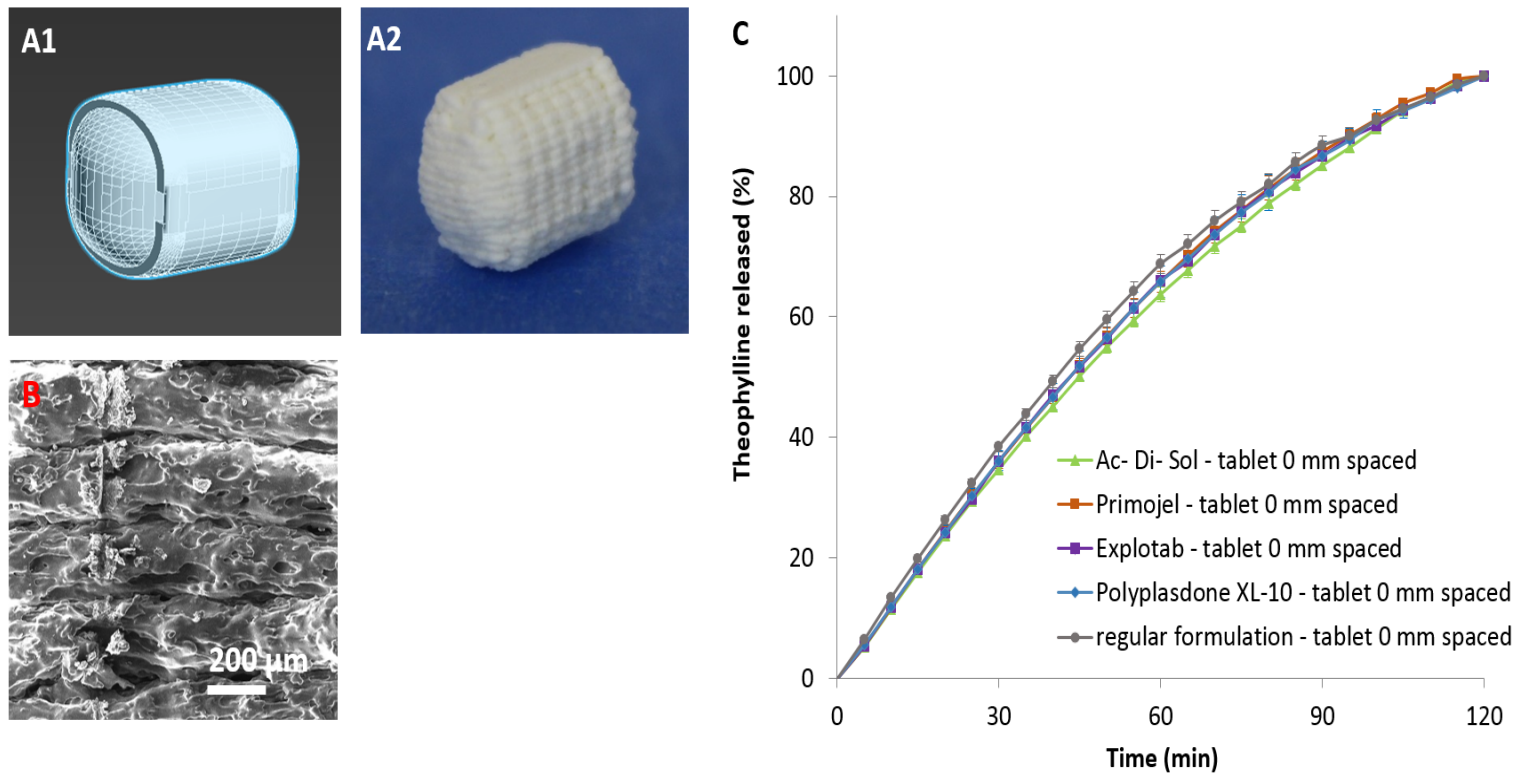 A1
A2
B
200 µm
C
Theophylline released (%)
100
80
60
40
20
0
Ac- Di- Sol - tablet 0 mm spaced
Primojel - tablet 0 mm spaced
Explotab - tablet 0 mm spaced
Polyplasdone XL-10 - tablet 0 mm spaced
regular formulation - tablet 0 mm spaced
0
30
60
90
120
Time (min)